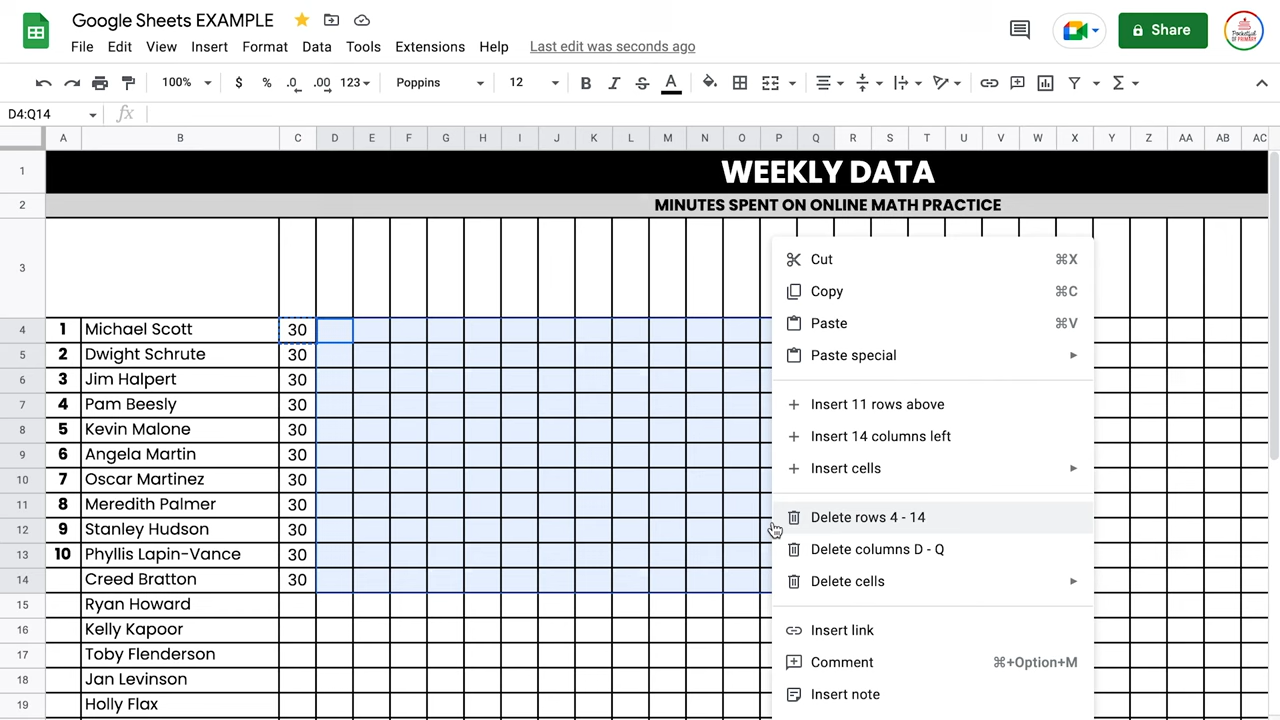 Google Sheets EXAMPLE
File Edit View Insert Format Data Tools Extensions Help Last edit was seconds ago
Share
100% $ % .0 .00 123 Poppins 12 B I S A
D4:Q14 fx
A B C D E F G H I J K L M N O P Q R S T U V W X Y Z AA AB AC
1 WEEKLY DATA
2 MINUTES SPENT ON ONLINE MATH PRACTICE
3
4 1 Michael Scott 30
5 2 Dwight Schrute 30
6 3 Jim Halpert 30
7 4 Pam Beesly 30
8 5 Kevin Malone 30
9 6 Angela Martin 30
10 7 Oscar Martinez 30
11 8 Meredith Palmer 30
12 9 Stanley Hudson 30
13 10 Phyllis Lapin-Vance 30
14 Creed Bratton 30
15 Ryan Howard
16 Kelly Kapoor
17 Toby Flenderson
18 Jan Levinson
19 Holly Flax
Cut ⌘X
Copy ⌘C
Paste ⌘V
Paste special
Insert 11 rows above
Insert 14 columns left
Insert cells
Delete rows 4 - 14
Delete columns D - Q
Delete cells
Insert link
Comment ⌘+Option+M
Insert note